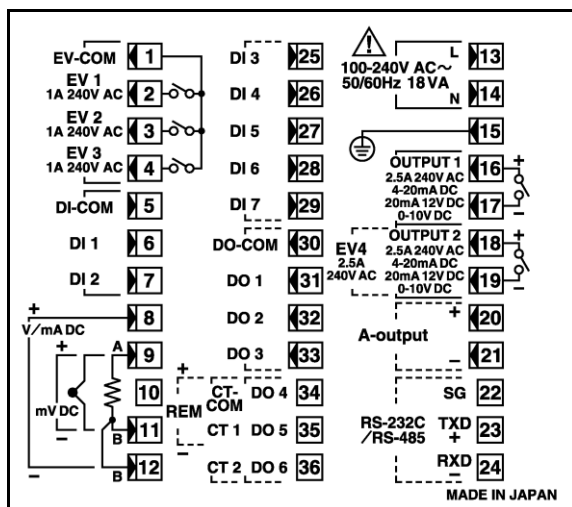 EV-COM 1
EV 1
1A 240V AC 2
EV 2
1A 240V AC 3
EV 3
1A 240V AC 4
DI-COM 5
DI 1 6
DI 2 7
+ 8
V/mA DC
+ A 9
10
mV DC
− B 11
− B 12
DI 3 25
DI 4 26
DI 5 27
DI 6 28
DI 7 29
DO-COM 30
DO 1 31
DO 2 32
DO 3 33
+
REM
−
CT-COM DO 4 34
CT 1 DO 5 35
CT 2 DO 6 36
L 13
100-240V AC~
50/60Hz 18 VA
N 14
15
OUTPUT 1 16 +
2.5A 240V AC
4-20mA DC
20mA 12V DC 17
0-10V DC −
EV4
2.5A
240V AC
OUTPUT 2 18 +
2.5A 240V AC
4-20mA DC
20mA 12V DC 19
0-10V DC −
+ 20
A-output
− 21
SG 22
RS-232C
/RS-485
TXD
+ 23
RXD
− 24
MADE IN JAPAN